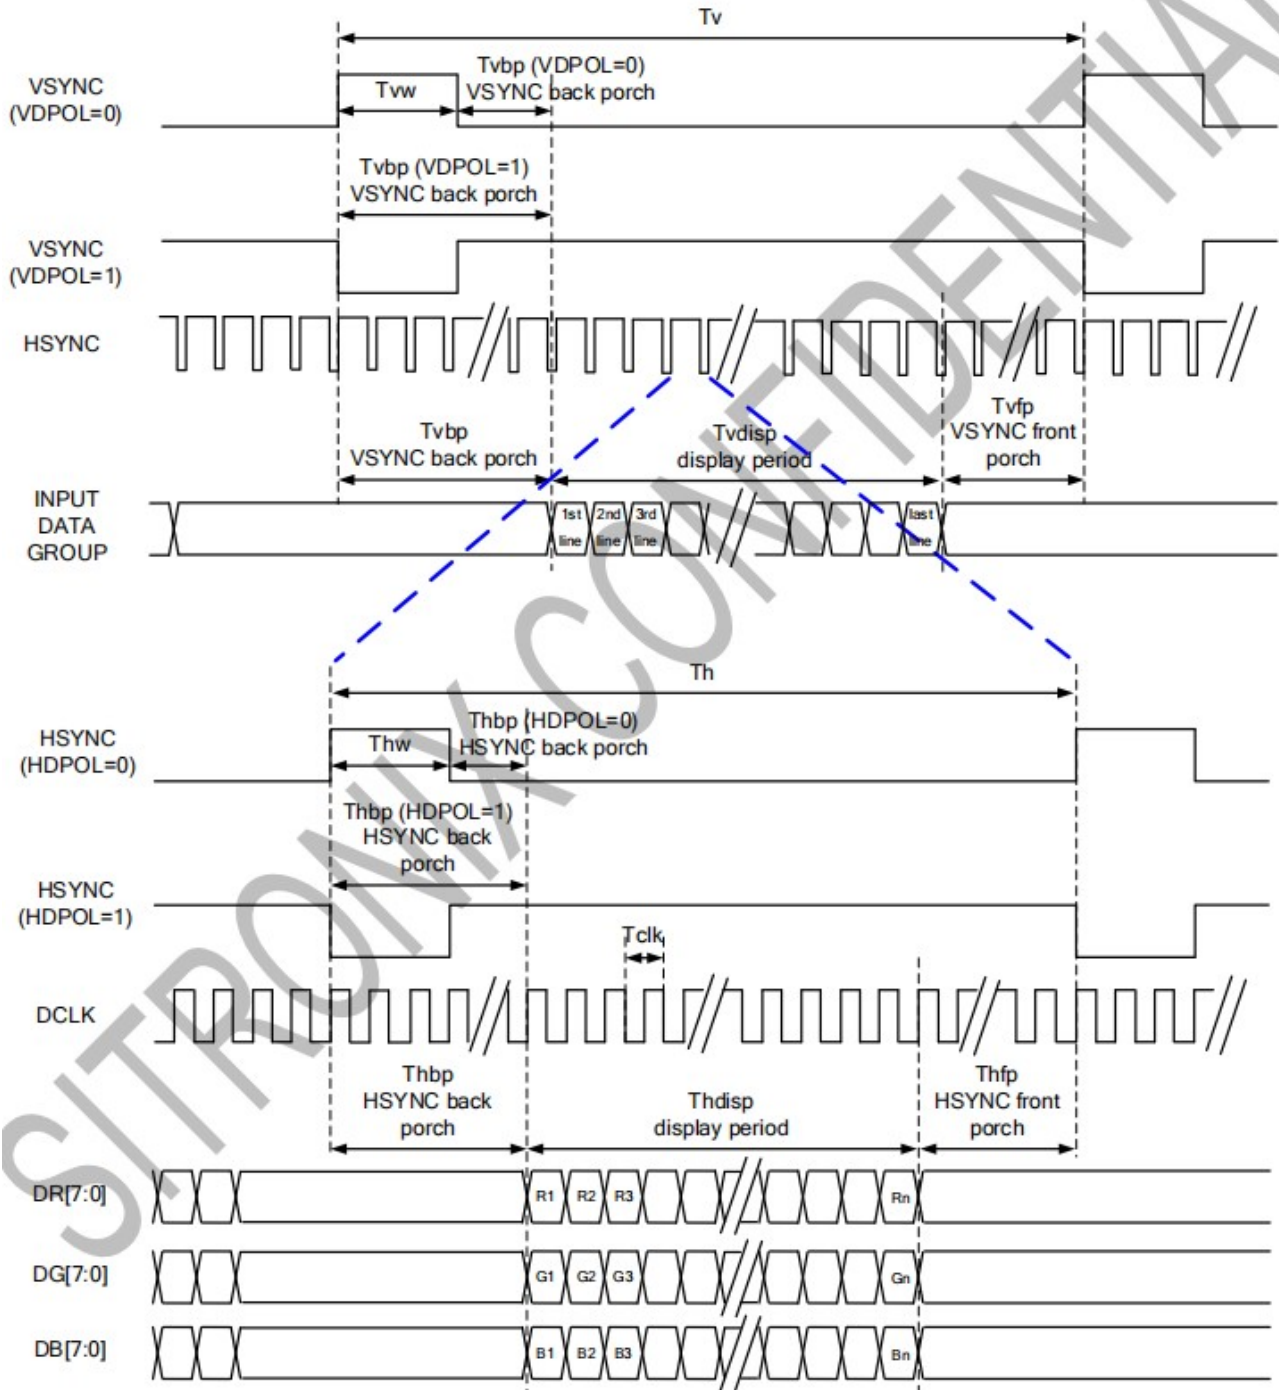 Tv
VSYNC
(VDPOL=0)
Tvw
Tvbp (VDPOL=0)
VSYNC back porch
Tvbp (VDPOL=1)
VSYNC back porch
VSYNC
(VDPOL=1)
HSYNC
Tvbp
VSYNC back porch
Tvdisp
display period
Tvfp
VSYNC front
porch
INPUT
DATA
GROUP
1st
line
2nd
line
3rd
line
last
line
Th
HSYNC
(HDPOL=0)
Thw
Thbp (HDPOL=0)
HSYNC back porch
Thbp (HDPOL=1)
HSYNC back
porch
HSYNC
(HDPOL=1)
Tclk
DCLK
Thbp
HSYNC back
porch
Thdisp
display period
Thfp
HSYNC front
porch
DR[7:0]
R1 R2 R3 Rn
DG[7:0]
G1 G2 G3 Gn
DB[7:0]
B1 B2 B3 Bn
SITRONIX CONFIDENTIAL